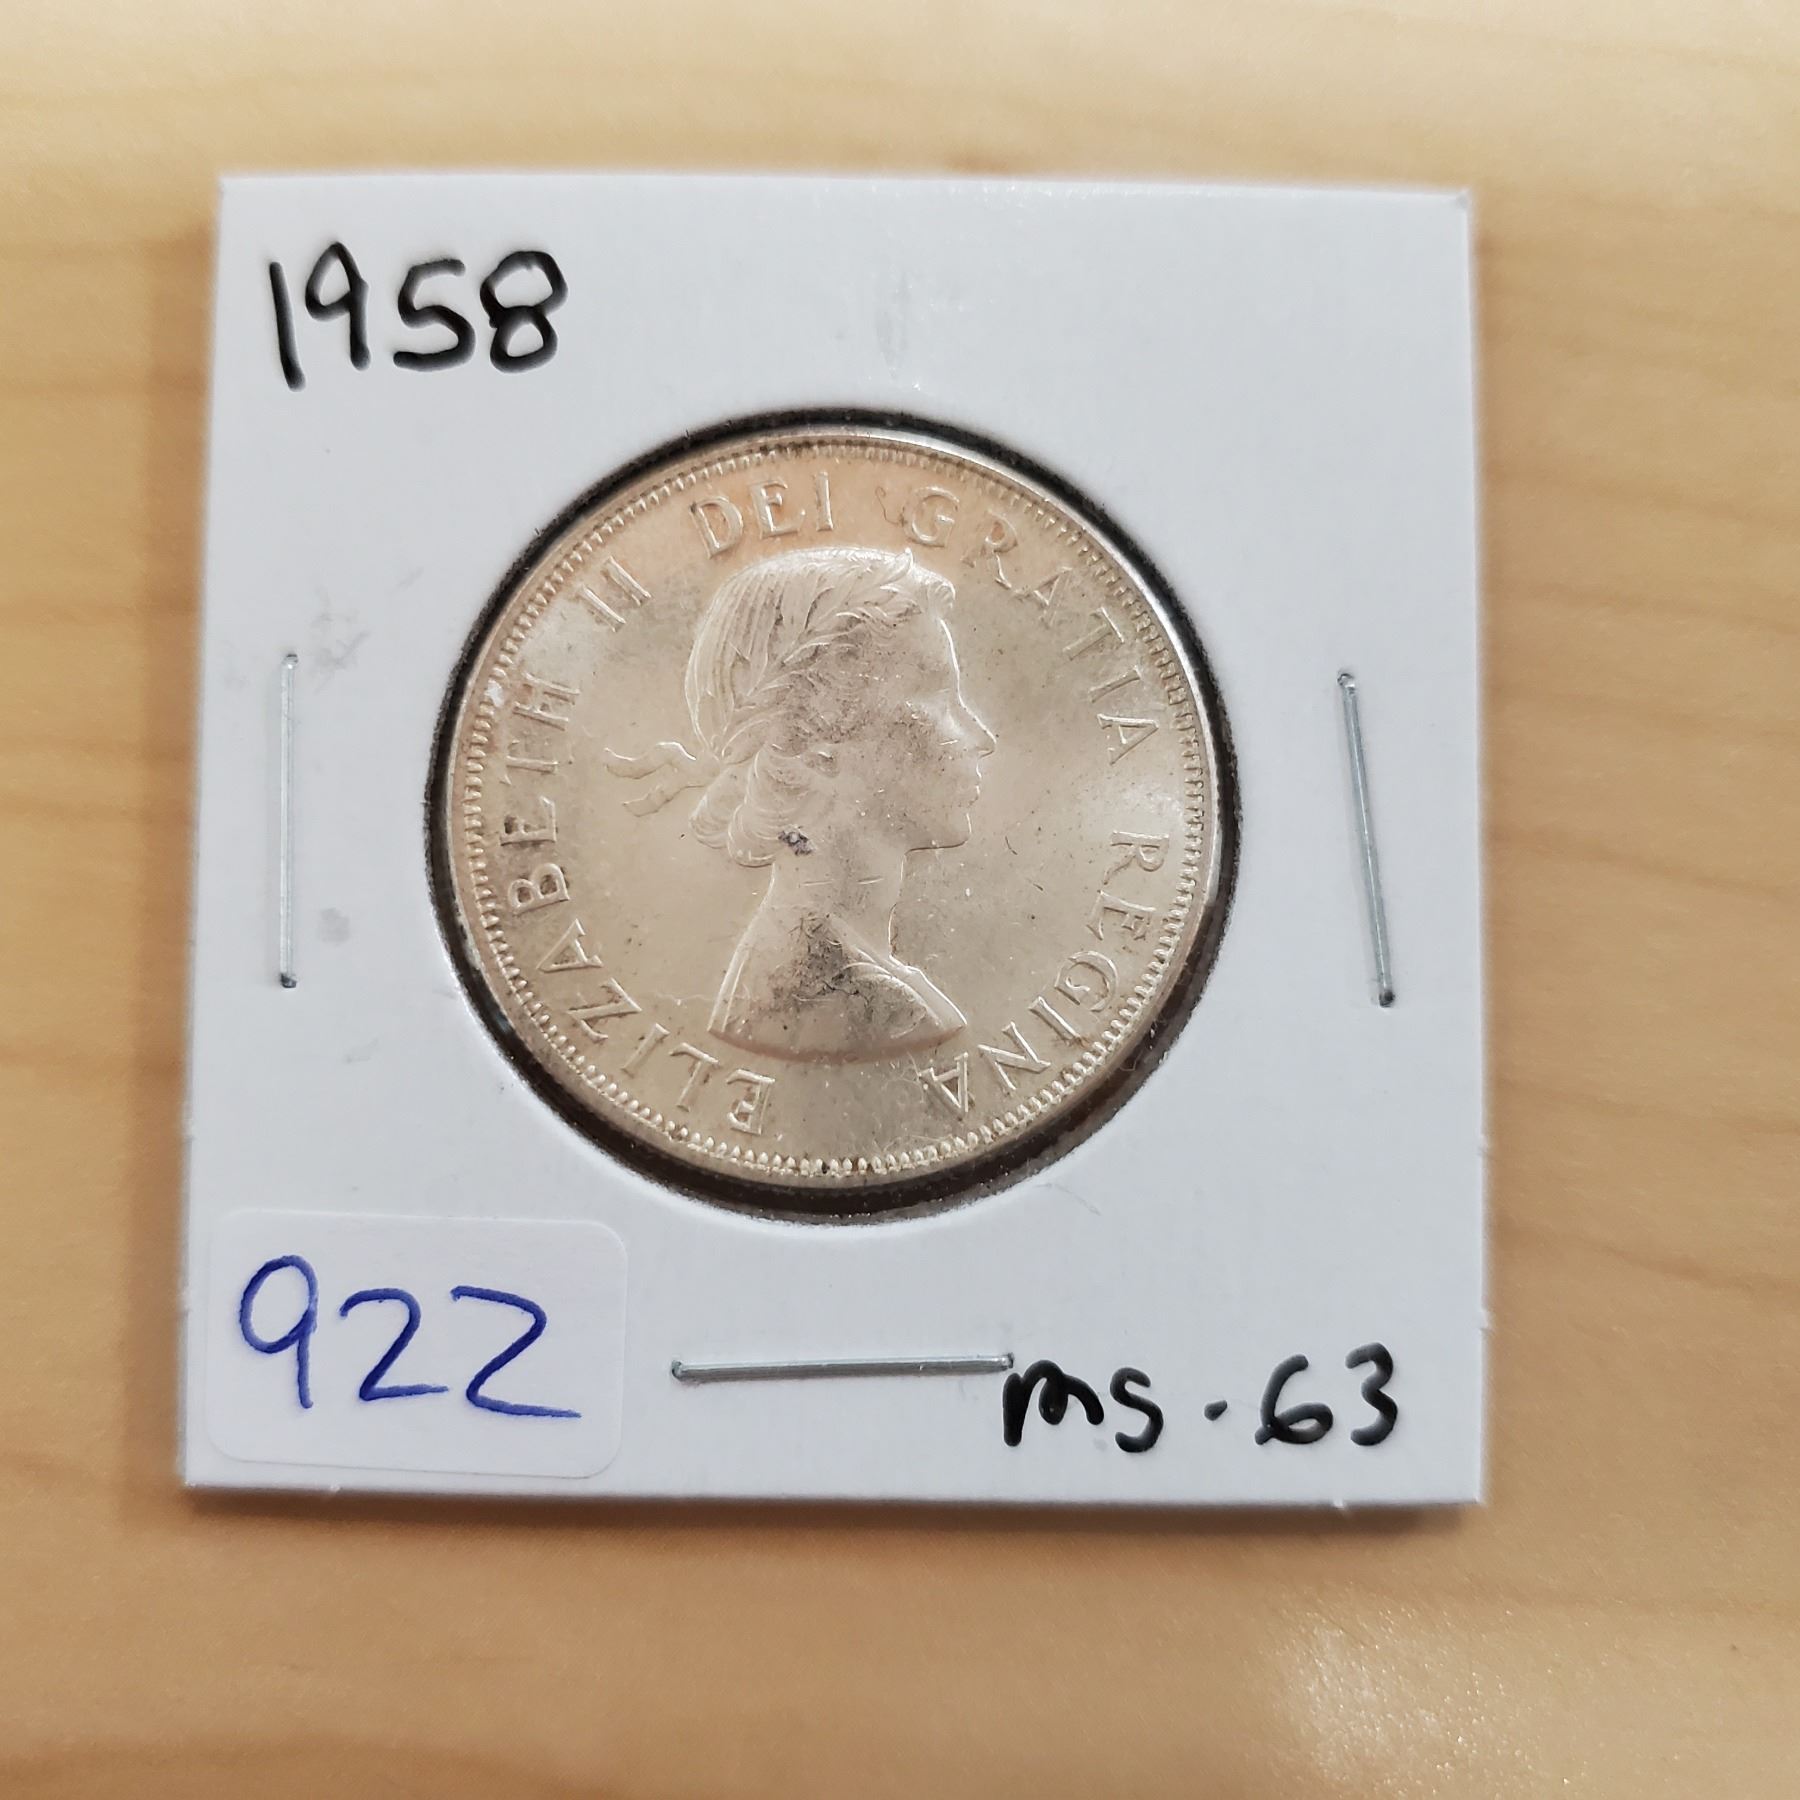 1958
ELIZABETH II DEI GRATIA REGINA
922
MS-63